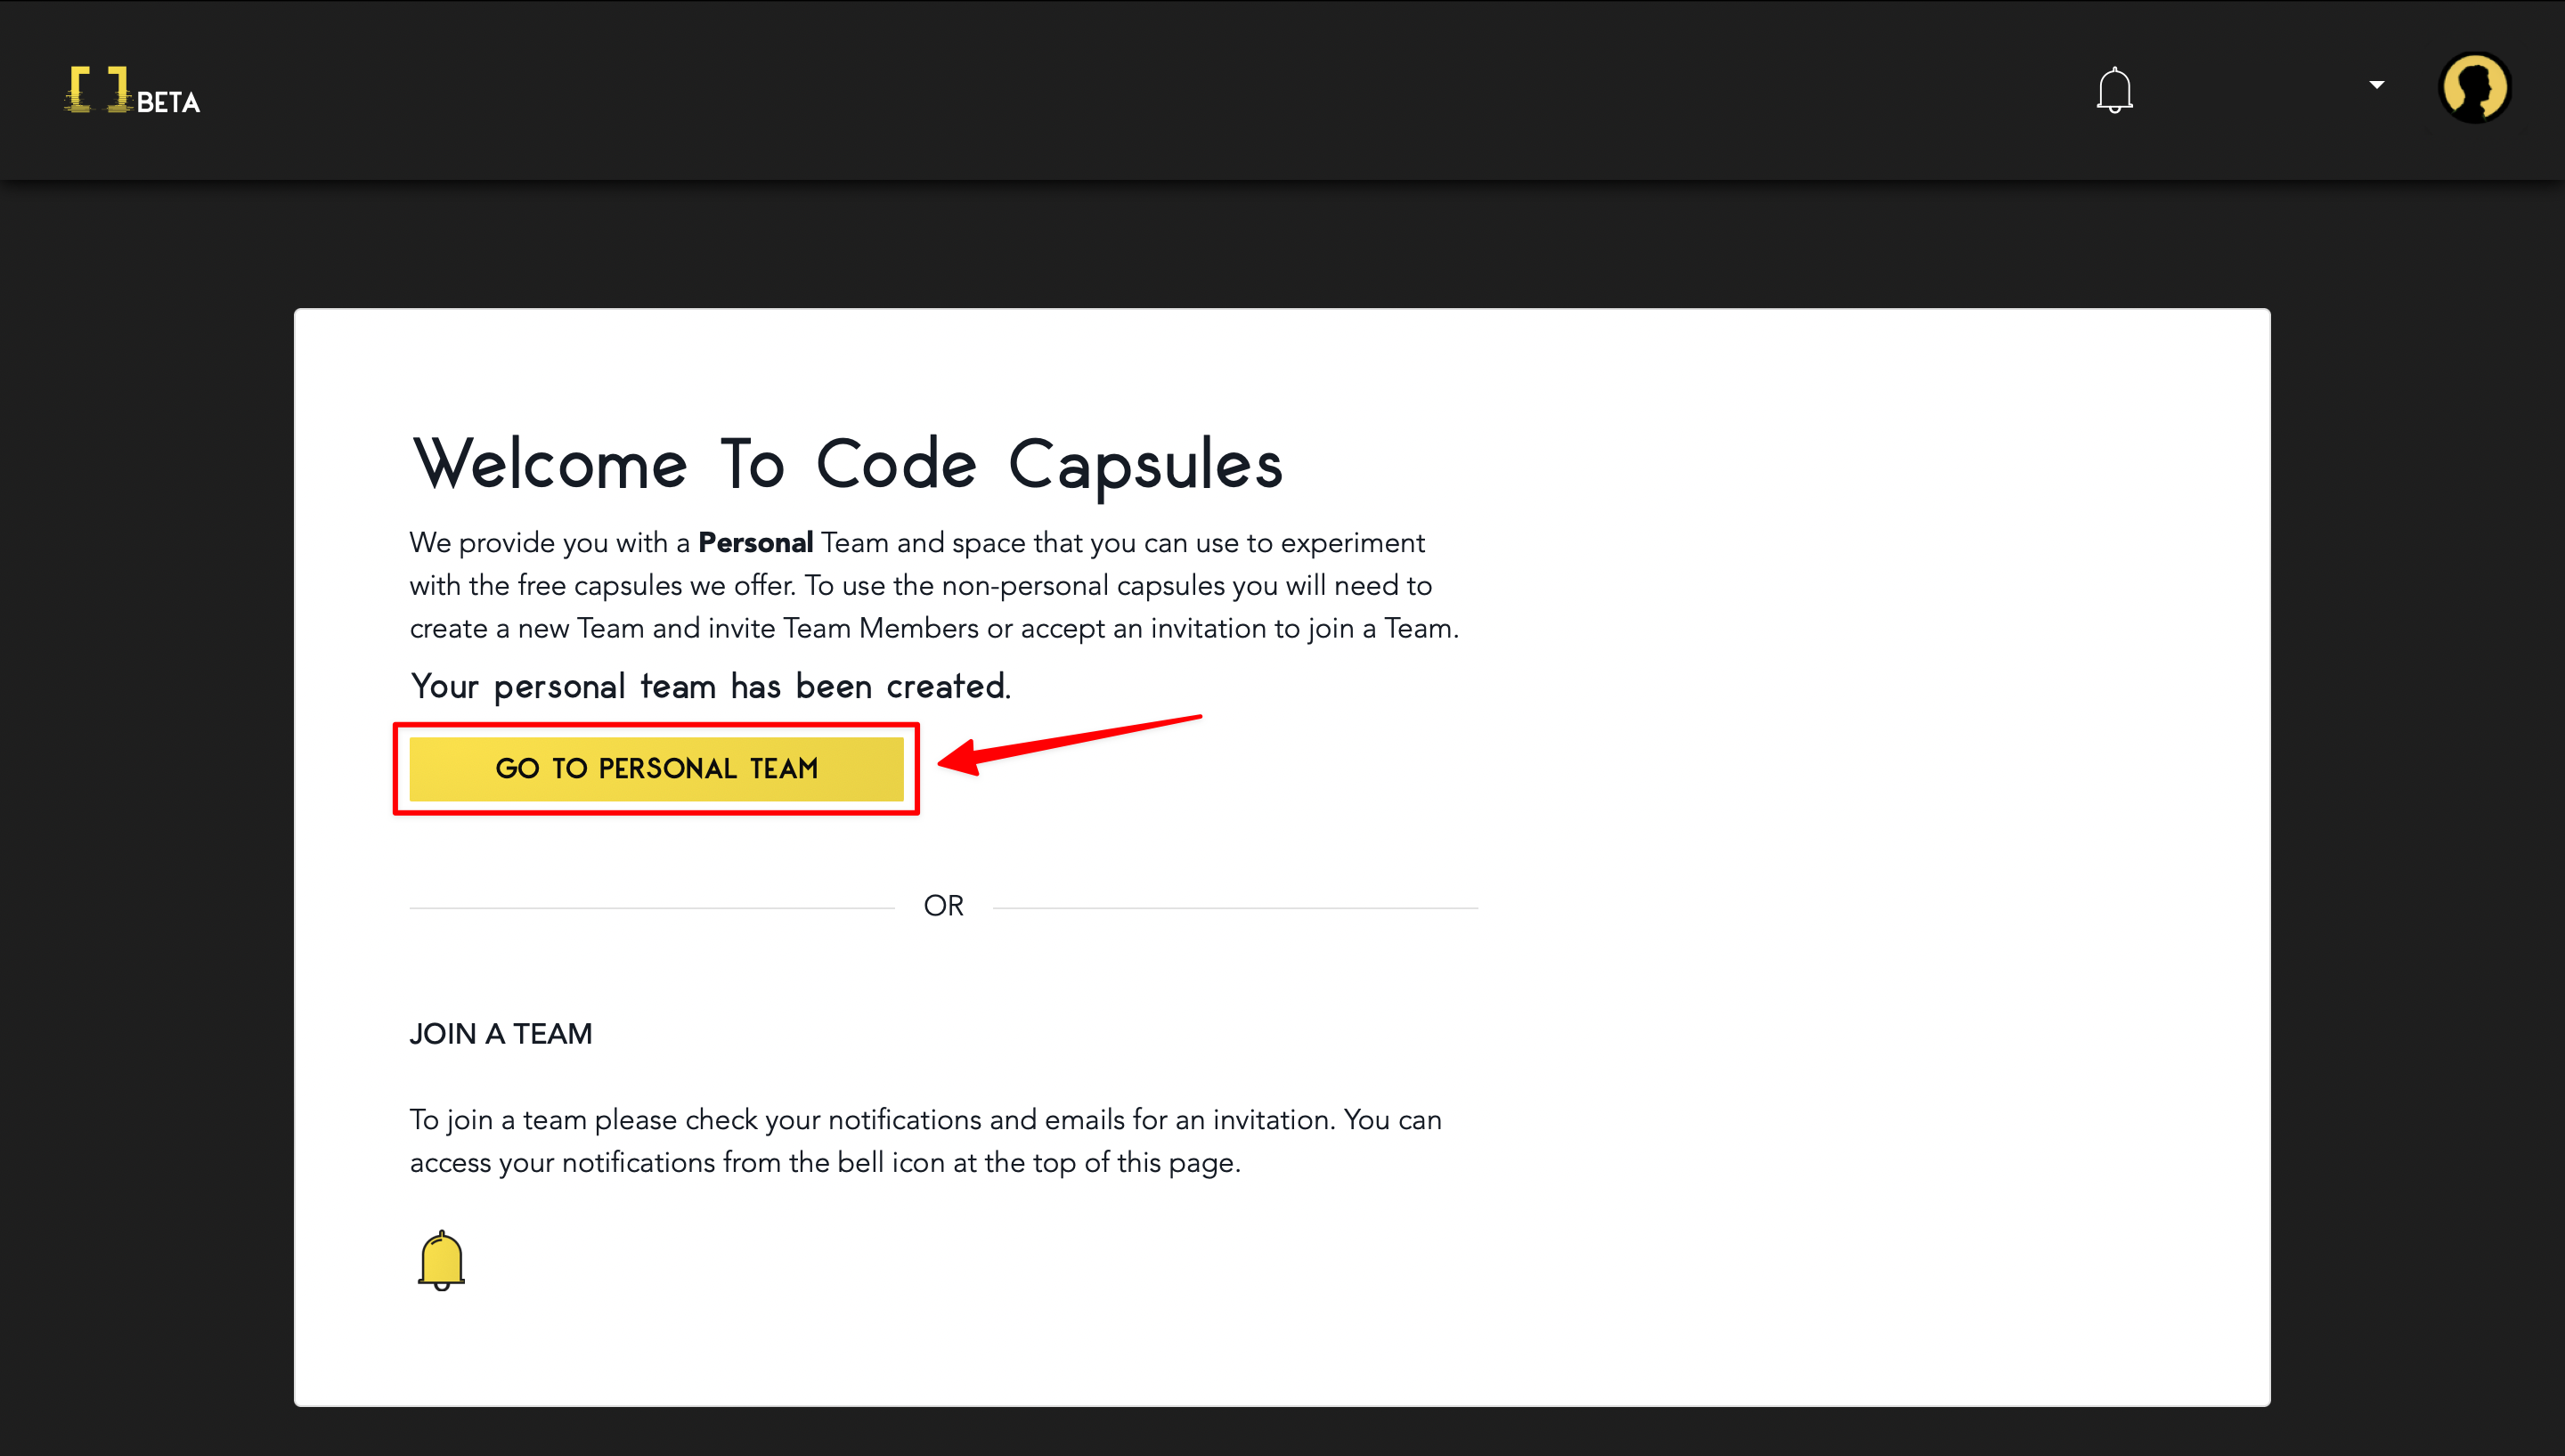 [ ] BETA
Welcome To Code Capsules
We provide you with a Personal Team and space that you can use to experiment
with the free capsules we offer. To use the non-personal capsules you will need to
create a new Team and invite Team Members or accept an invitation to join a Team.
Your personal team has been created.
GO TO PERSONAL TEAM
OR
JOIN A TEAM
To join a team please check your notifications and emails for an invitation. You can
access your notifications from the bell icon at the top of this page.